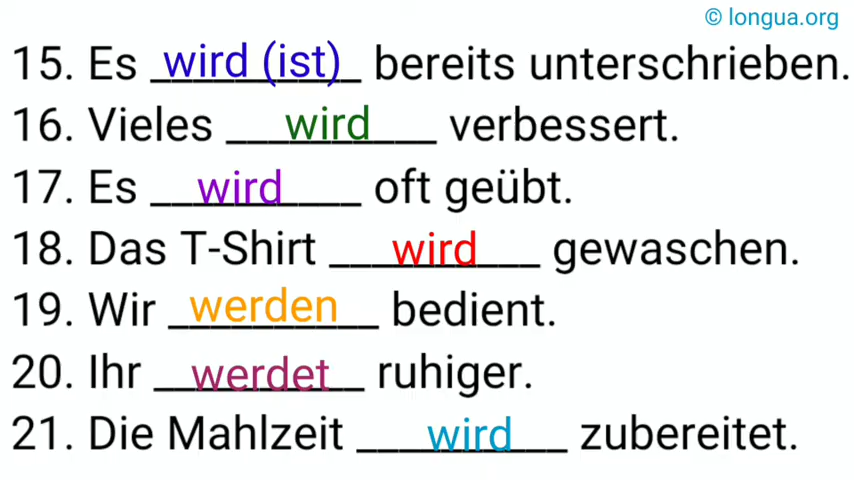 © longua.org
15. Es wird (ist) bereits unterschrieben.
16. Vieles wird verbessert.
17. Es wird oft geübt.
18. Das T-Shirt wird gewaschen.
19. Wir werden bedient.
20. Ihr werdet ruhiger.
21. Die Mahlzeit wird zubereitet.